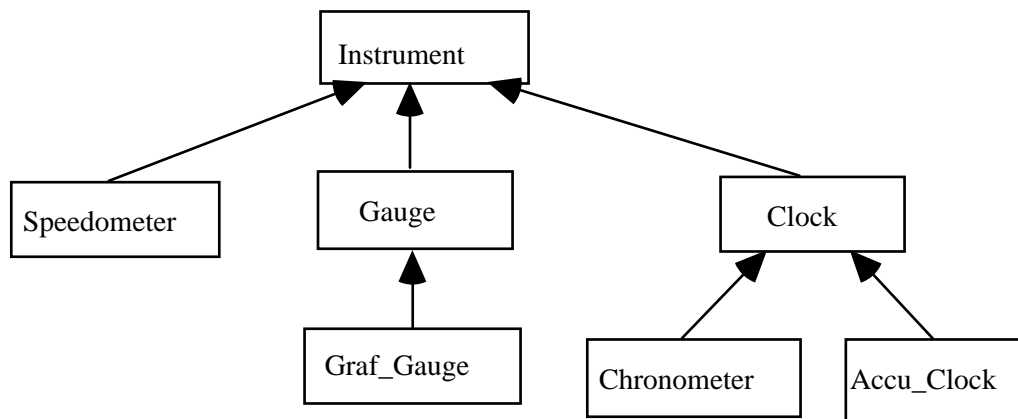 Instrument
Speedometer
Gauge
Clock
Graf_Gauge
Chronometer
Accu_Clock